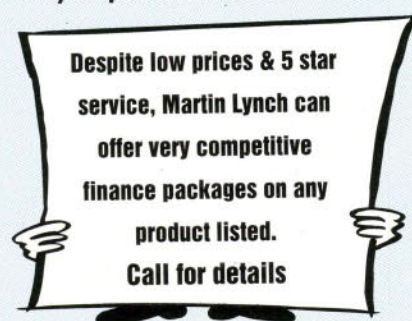 Despite low prices & 5 star
service, Martin Lynch can
offer very competitive
finance packages on any
product listed.
Call for details